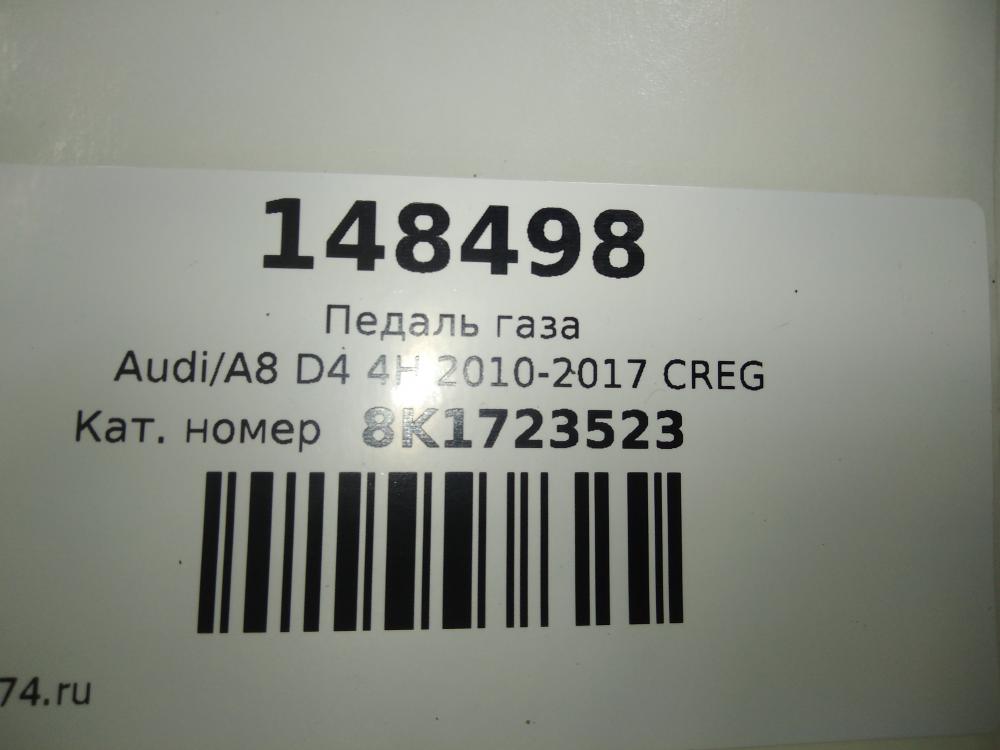 148498
Педаль газа
Audi/A8 D4 4H 2010-2017 CREG
Кат. номер 8K1723523
74.ru